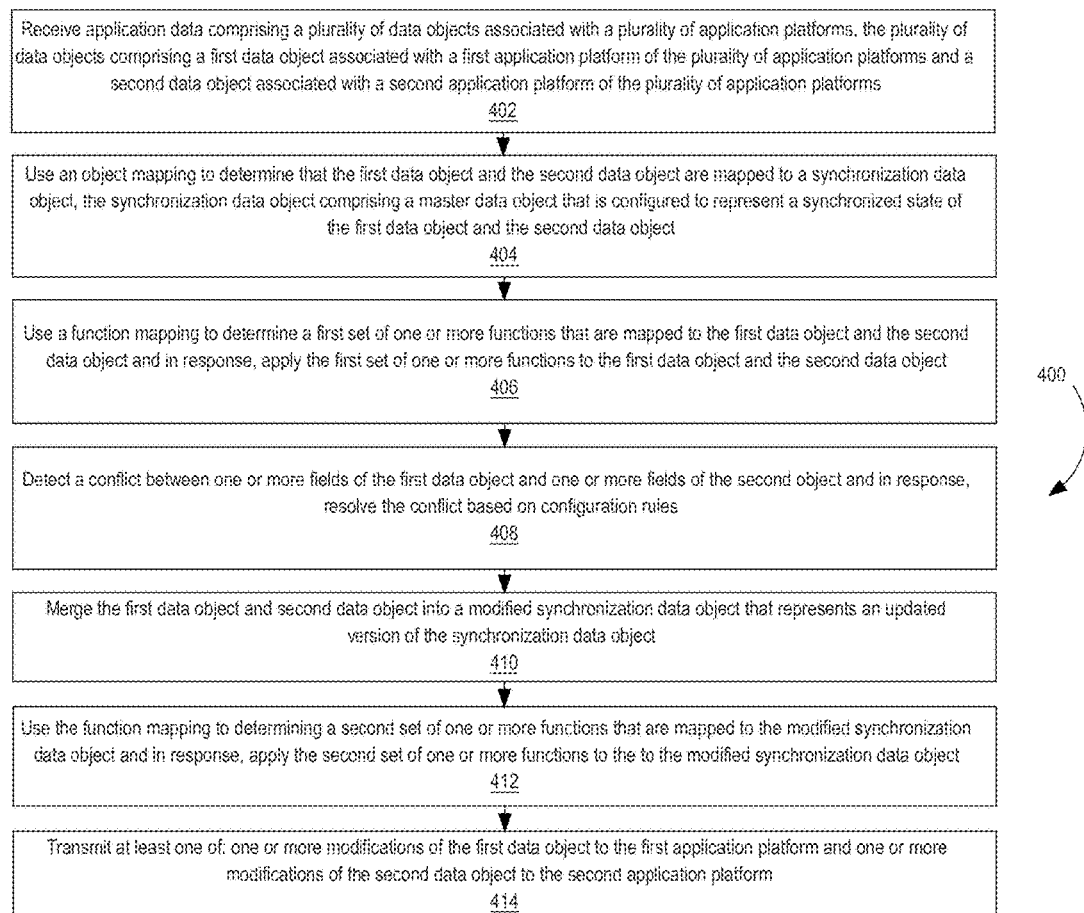 Receive application data comprising a plurality of data objects associated with a plurality of application platforms, the plurality of
data objects comprising a first data object associated with a first application platform of the plurality of application platforms and a
second data object associated with a second application platform of the plurality of application platforms
402
Use an object mapping to determine that the first data object and the second data object are mapped to a synchronization data
object, the synchronization data object comprising a master data object that is configured to represent a synchronized state of
the first data object and the second data object
404
Use a function mapping to determine a first set of one or more functions that are mapped to the first data object and the second
data object and in response, apply the first set of one or more functions to the first data object and the second data object
406
400
Detect a conflict between one or more fields of the first data object and one or more fields of the second object and in response,
resolve the conflict based on configuration rules
408
Merge the first data object and second data object into a modified synchronization data object that represents an updated
version of the synchronization data object
410
Use the function mapping to determining a second set of one or more functions that are mapped to the modified synchronization
data object and in response, apply the second set of one or more functions to the to the modified synchronization data object
412
Transmit at least one of: one or more modifications of the first data object to the first application platform and one or more
modifications of the second data object to the second application platform
414